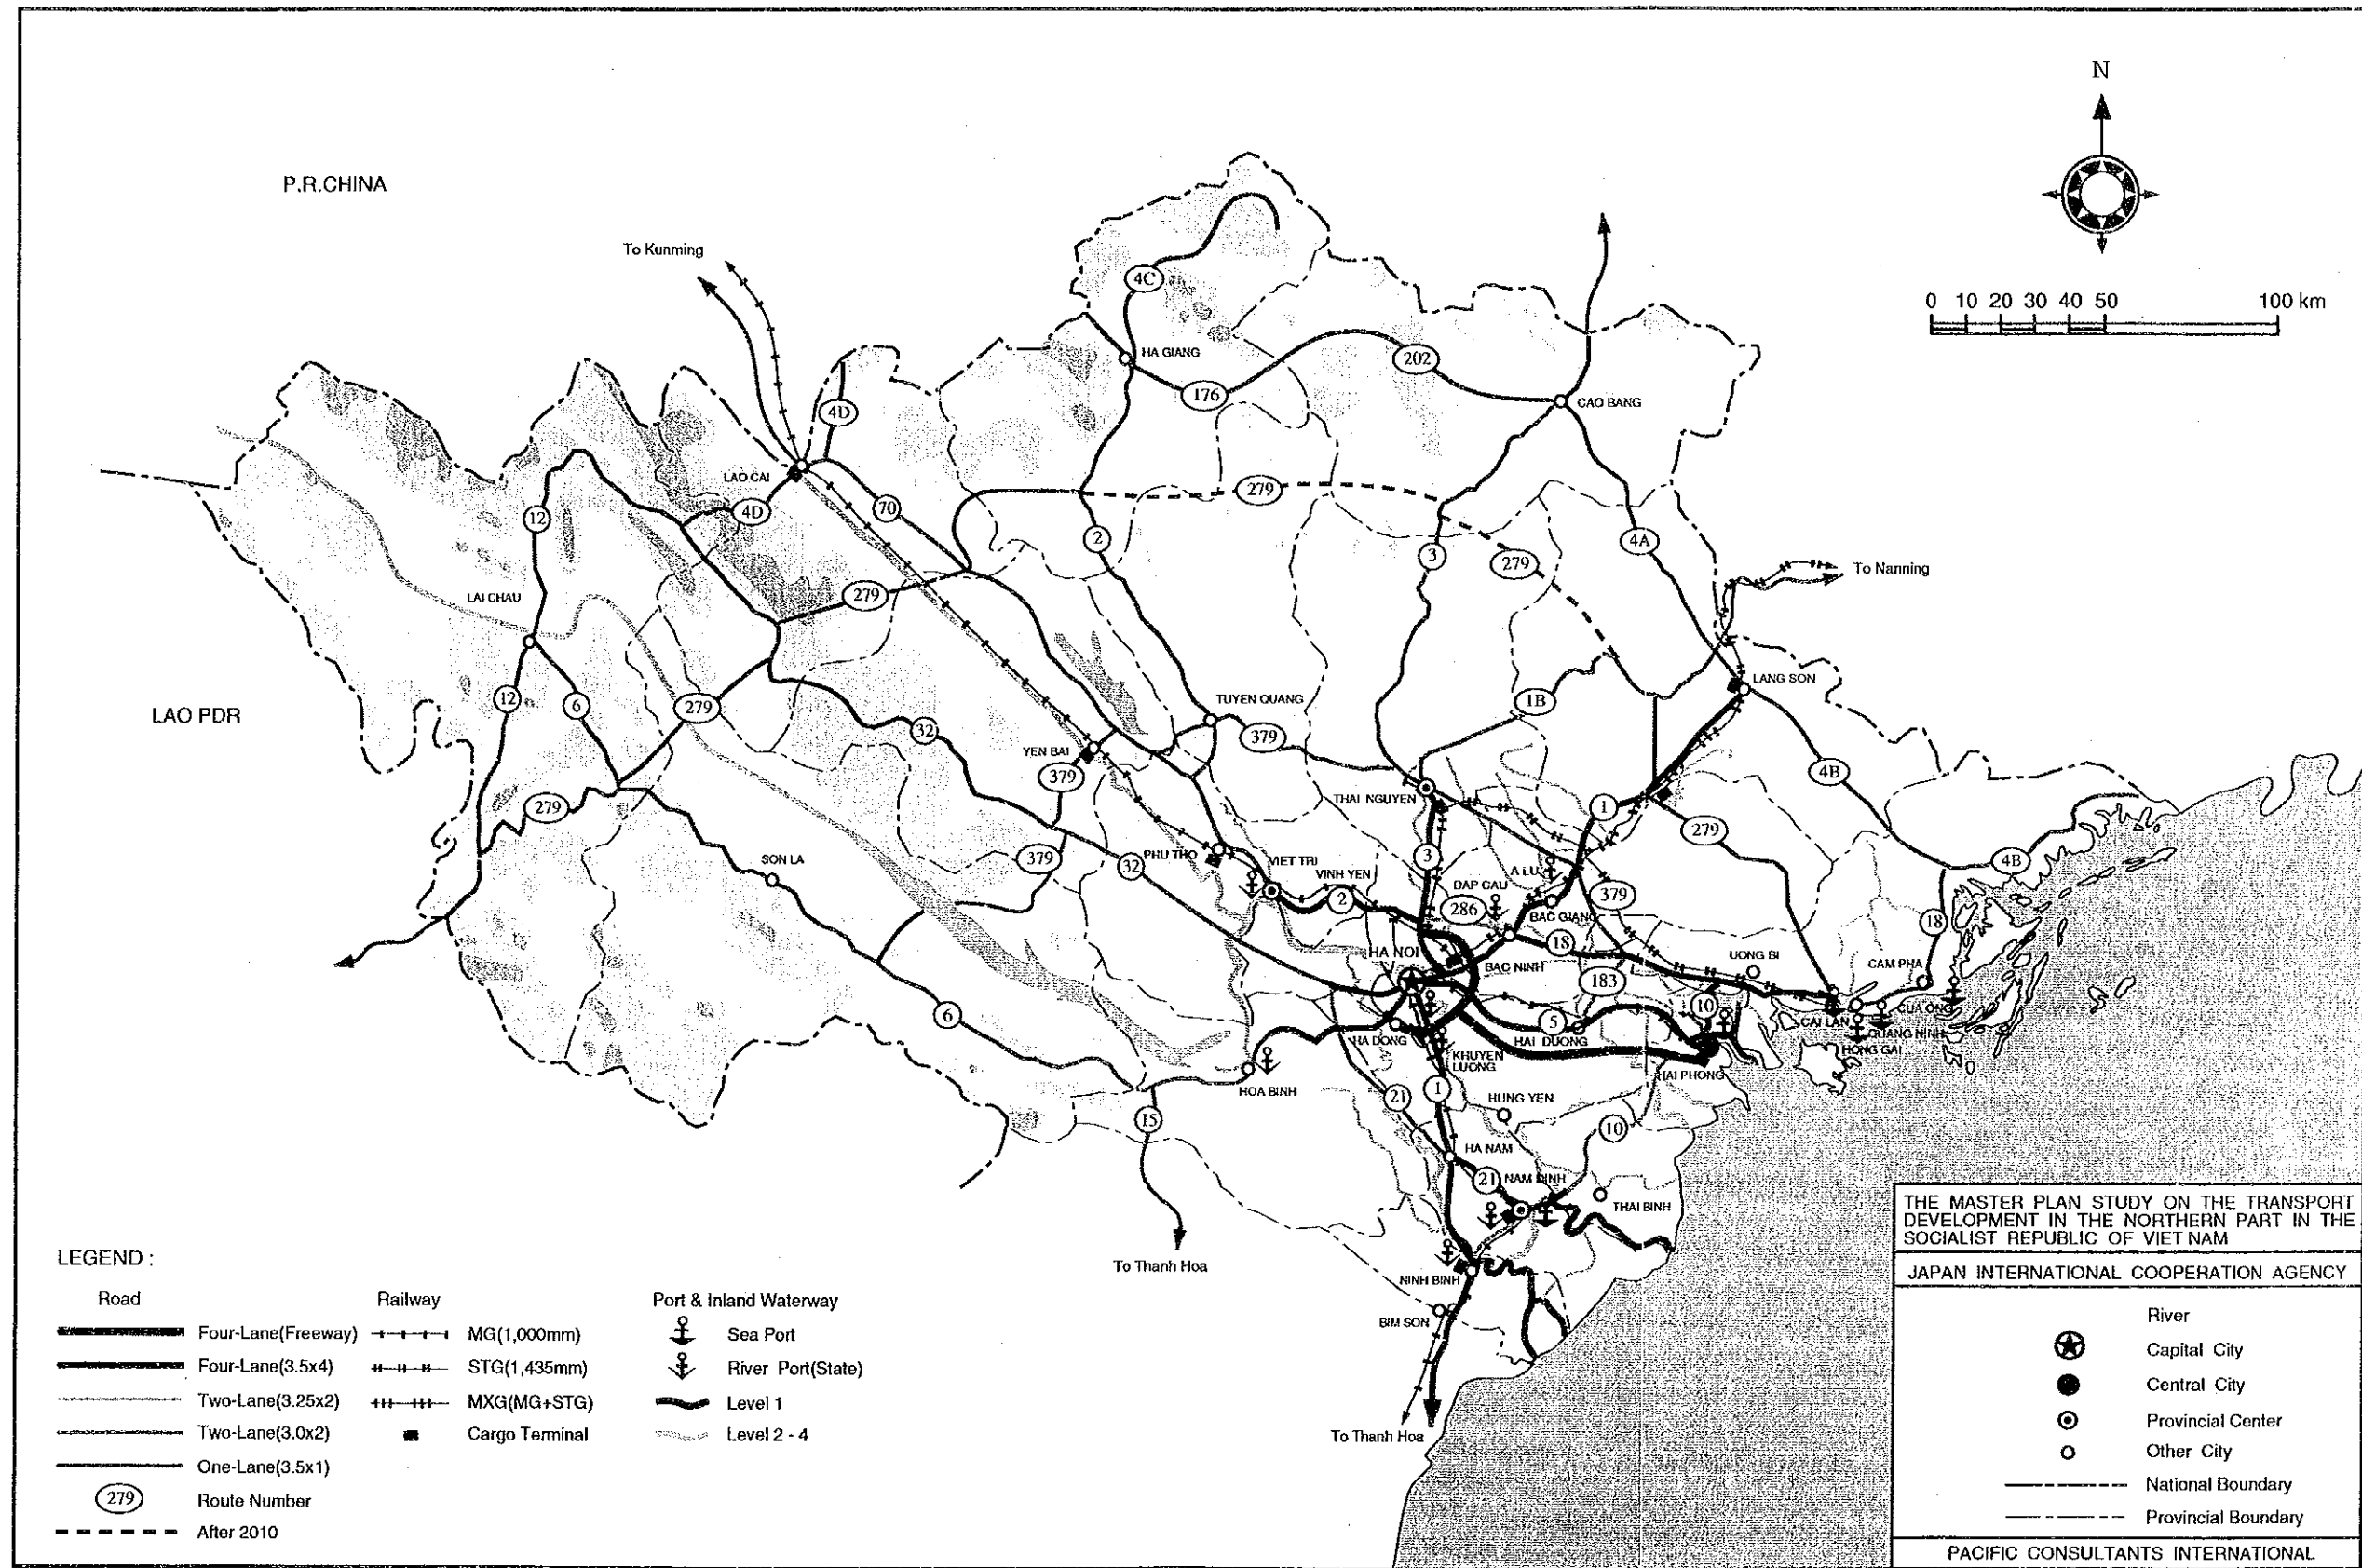 N
0 10 20 30 40 50 100 km
P.R.CHINA
To Kunming
4C
HA GIANG
202
176
4D
CAO BANG
LAO CAI
279
12
4D
70
2
3
4A
279
To Nanning
279
LAI CHAU
LANG SON
12
6
279
1B
LAO PDR
TUYEN QUANG
32
379
YEN BAI
379
4B
THAI NGUYEN
279
1
279
SON LA
379
PHU THO
32
VIET TRI
3
4B
VINH YEN
A LU
DAP CAU
2
379
286
BAC GIANG
18
18
HA NOI
UONG BI
CAM PHA
BAC NINH
183
6
10
CUA ONG
5
CAI LAN
QUANG NINH
HA DONG
HAI DUONG
HONG GAI
KHUYEN
LUONG
HAI PHONG
HOA BINH
1
21
HUNG YEN
15
10
HA NAM
21
NAM DINH
THAI BINH
To Thanh Hoa
NINH BINH
BIM SON
To Thanh Hoa
LEGEND :
Road
Four-Lane(Freeway)
Four-Lane(3.5x4)
Two-Lane(3.25x2)
Two-Lane(3.0x2)
One-Lane(3.5x1)
279
Route Number
After 2010
Railway
MG(1,000mm)
STG(1,435mm)
MXG(MG+STG)
Cargo Terminal
Port & Inland Waterway
Sea Port
River Port(State)
Level 1
Level 2 - 4
THE MASTER PLAN STUDY ON THE TRANSPORT
DEVELOPMENT IN THE NORTHERN PART IN THE
SOCIALIST REPUBLIC OF VIET NAM
JAPAN INTERNATIONAL COOPERATION AGENCY
River
Capital City
Central City
Provincial Center
Other City
National Boundary
Provincial Boundary
PACIFIC CONSULTANTS INTERNATIONAL